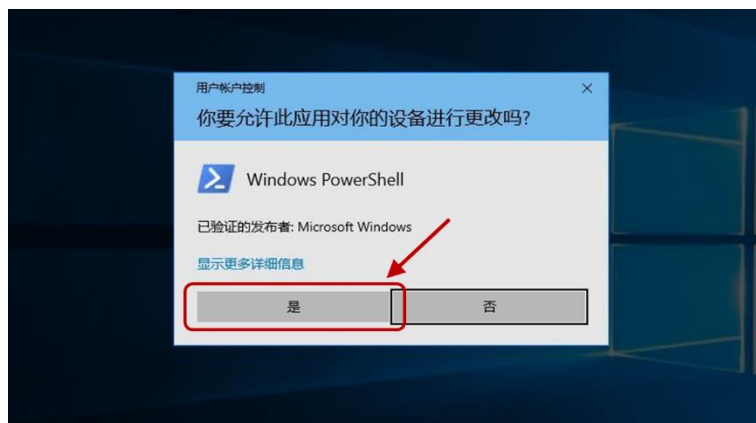 用户帐户控制
你要允许此应用对你的设备进行更改吗?
Windows PowerShell
已验证的发布者: Microsoft Windows
显示更多详细信息
是
否